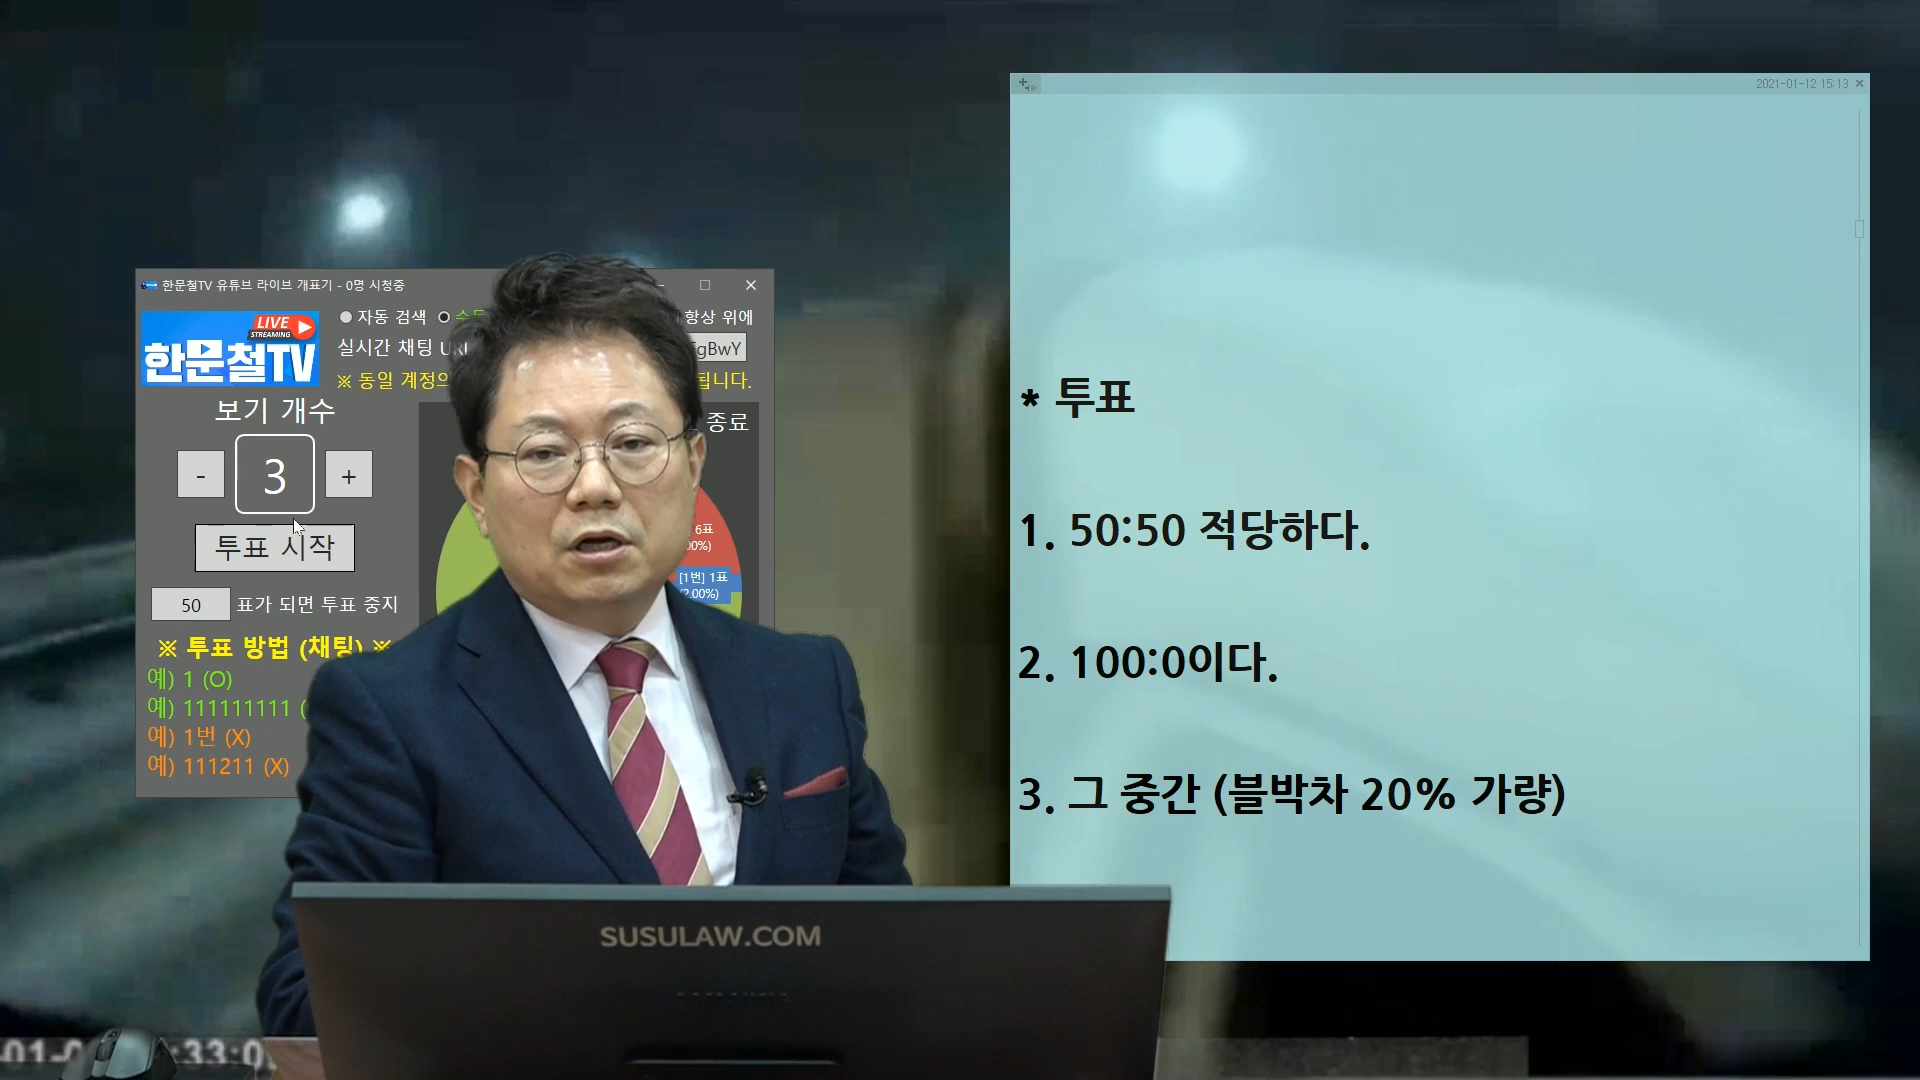 한문철TV 유튜브 라이브 개표기 - 0명 시청중
LIVE
STREAMING
한문철TV
자동 검색
항상 위에
실시간 채팅
gBwY
※ 동일 계정
됩니다.
보기 개수
종료
-
3
+
투표 시작
6표
[1번] 1표
50 표가 되면 투표 중지
※ 투표 방법 (채팅) ※
예) 1 (O)
예) 111111111 (
예) 1번 (X)
예) 111211 (X)
2021-01-12 15:13
* 투표
1. 50:50 적당하다.
2. 100:0이다.
3. 그 중간 (블박차 20% 가량)
SUSULAW.COM